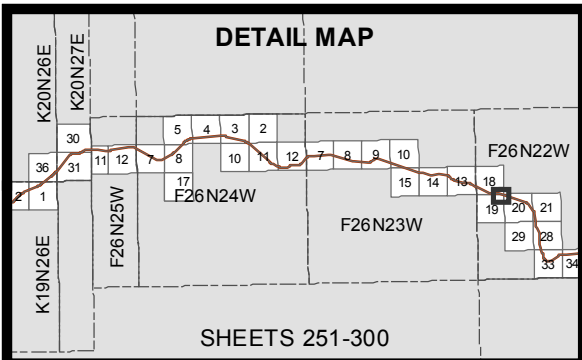 DETAIL MAP
K20N26E
K20N27E
5 4 3 2
30
F26N22W
36 31 11 12 7 8 10 11 12 7 8 9 10
2 1 17 15 14 13 18
F26N24W
F26N25W
F26N23W
19 20 21
K19N26E
29 28
33 34
SHEETS 251-300